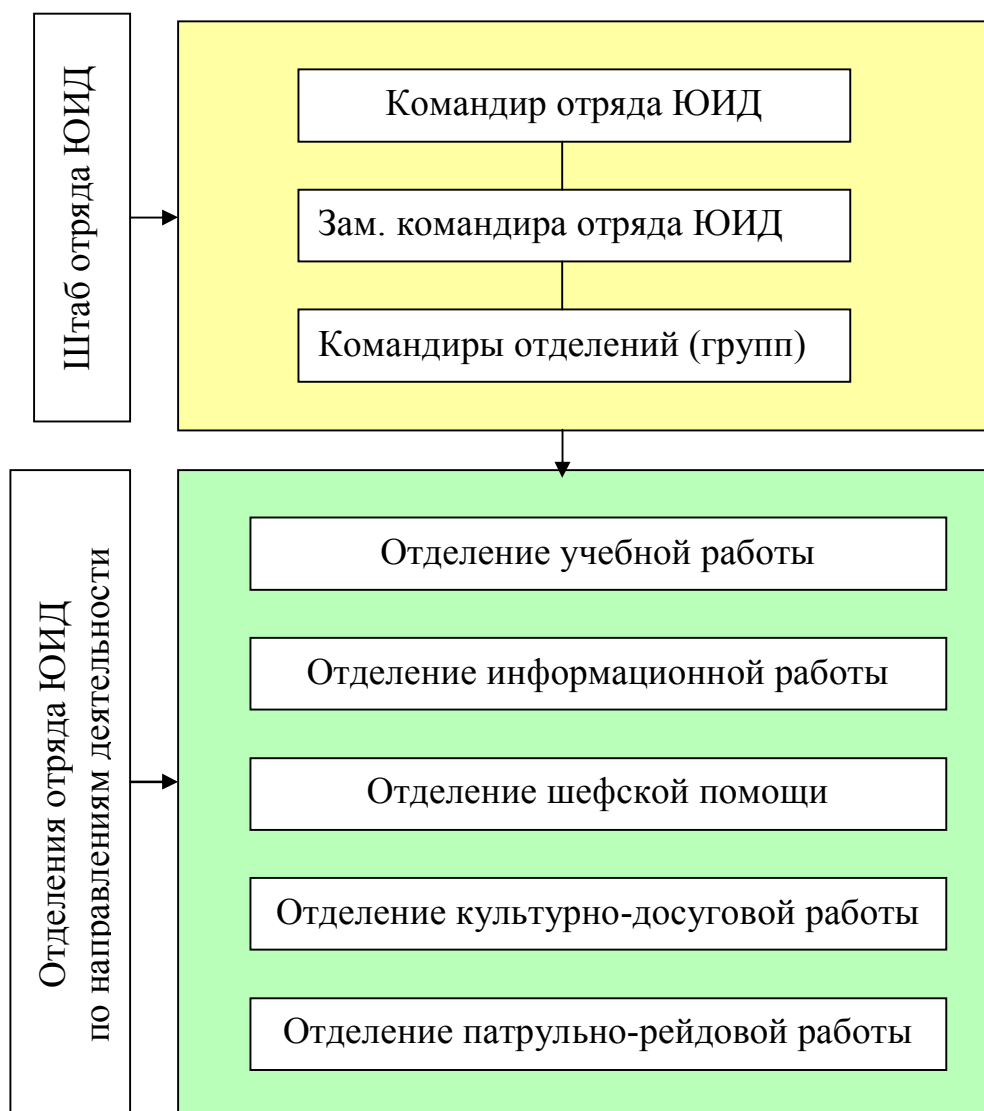 Штаб отряда ЮИД
Командир отряда ЮИД
Зам. командира отряда ЮИД
Командиры отделений (групп)
Отделения отряда ЮИД
по направлениям деятельности
Отделение учебной работы
Отделение информационной работы
Отделение шефской помощи
Отделение культурно-досуговой работы
Отделение патрульно-рейдовой работы